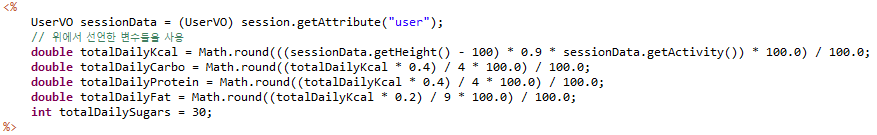 <%
UserVO sessionData = (UserVO) session.getAttribute("user");
// 위에서 선언한 변수들을 사용
double totalDailyKcal = Math.round(((sessionData.getHeight() - 100) * 0.9 * sessionData.getActivity()) * 100.0) / 100.0;
double totalDailyCarbo = Math.round((totalDailyKcal * 0.4) / 4 * 100.0) / 100.0;
double totalDailyProtein = Math.round((totalDailyKcal * 0.4) / 4 * 100.0) / 100.0;
double totalDailyFat = Math.round((totalDailyKcal * 0.2) / 9 * 100.0) / 100.0;
int totalDailySugars = 30;
%>